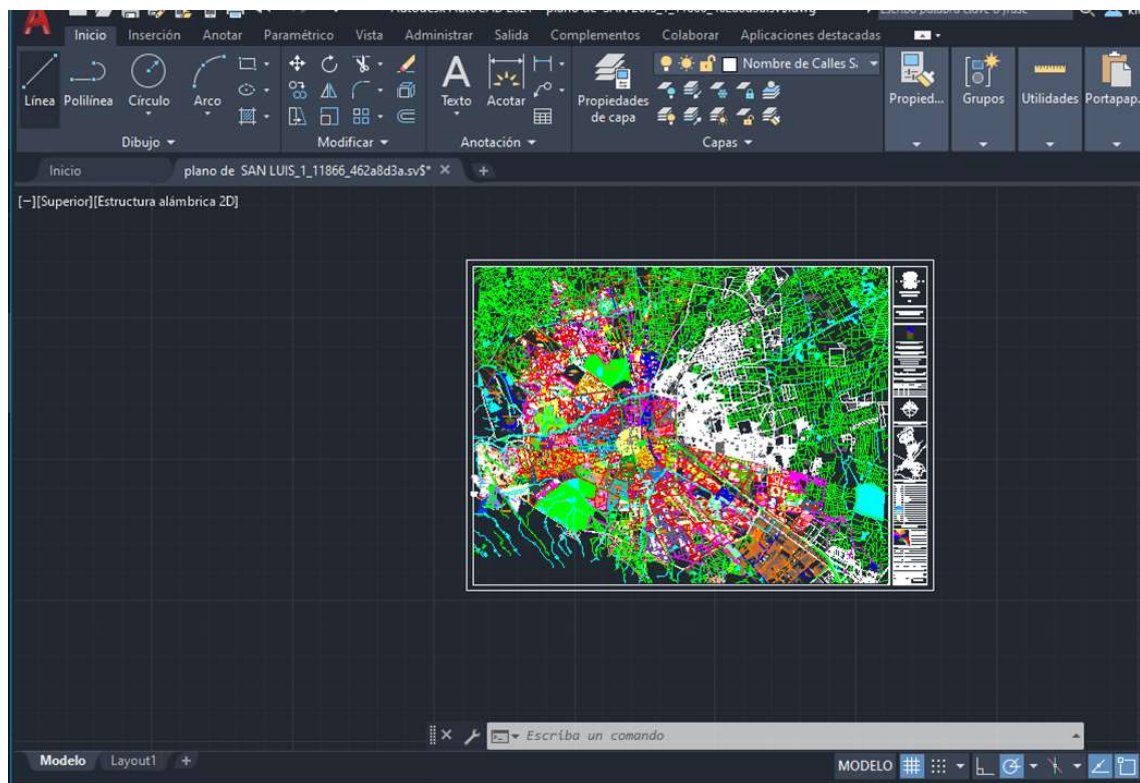 Inicio Inserción Anotar Paramétrico Vista Administrar Salida Complementos Colaborar Aplicaciones destacadas
Nombre de Calles S
Línea Polilínea Círculo Arco Texto Acotar Propiedades de capa Propied... Grupos Utilidades Portapap.
Dibujo Modificar Anotación Capas
Inicio plano de SAN LUIS_1_11866_462a8d3a.sv$* × +
[−][Superior][Estructura alámbrica 2D]
Escriba un comando
Modelo Layout1 + MODELO